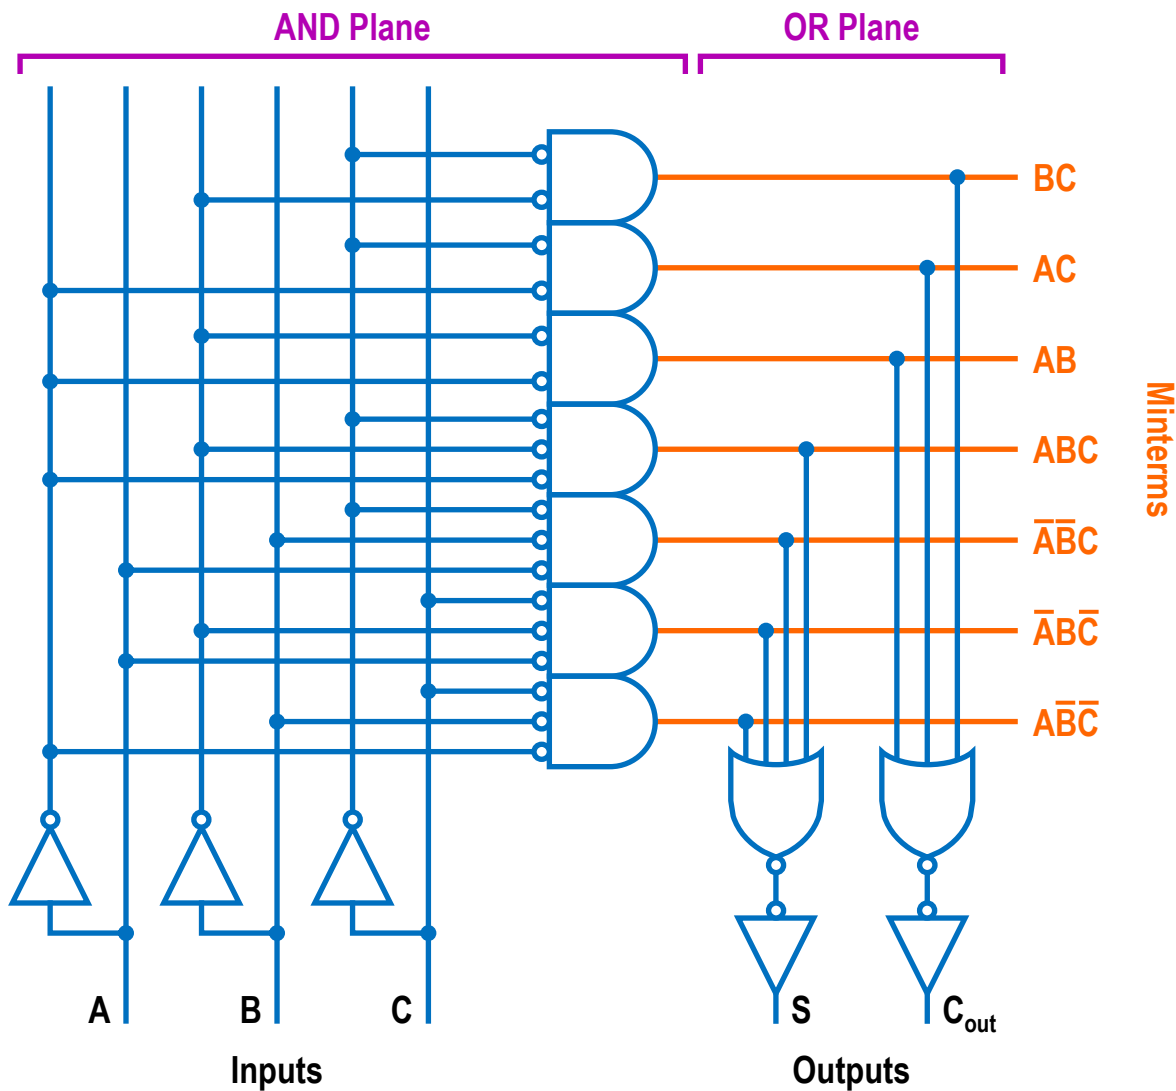 AND Plane
OR Plane
BC
AC
AB
ABC
A̅B̅C
A̅BC̅
AB̅C̅
Minterms
A
B
C
S
Cout
Inputs
Outputs